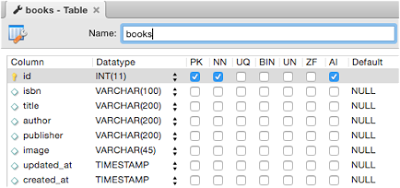 books - Table
Name: books
Column Datatype PK NN UQ BIN UN ZF AI Default
id INT(11)
isbn VARCHAR(100) NULL
title VARCHAR(200) NULL
author VARCHAR(200) NULL
publisher VARCHAR(200) NULL
image VARCHAR(45) NULL
updated_at TIMESTAMP NULL
created_at TIMESTAMP NULL